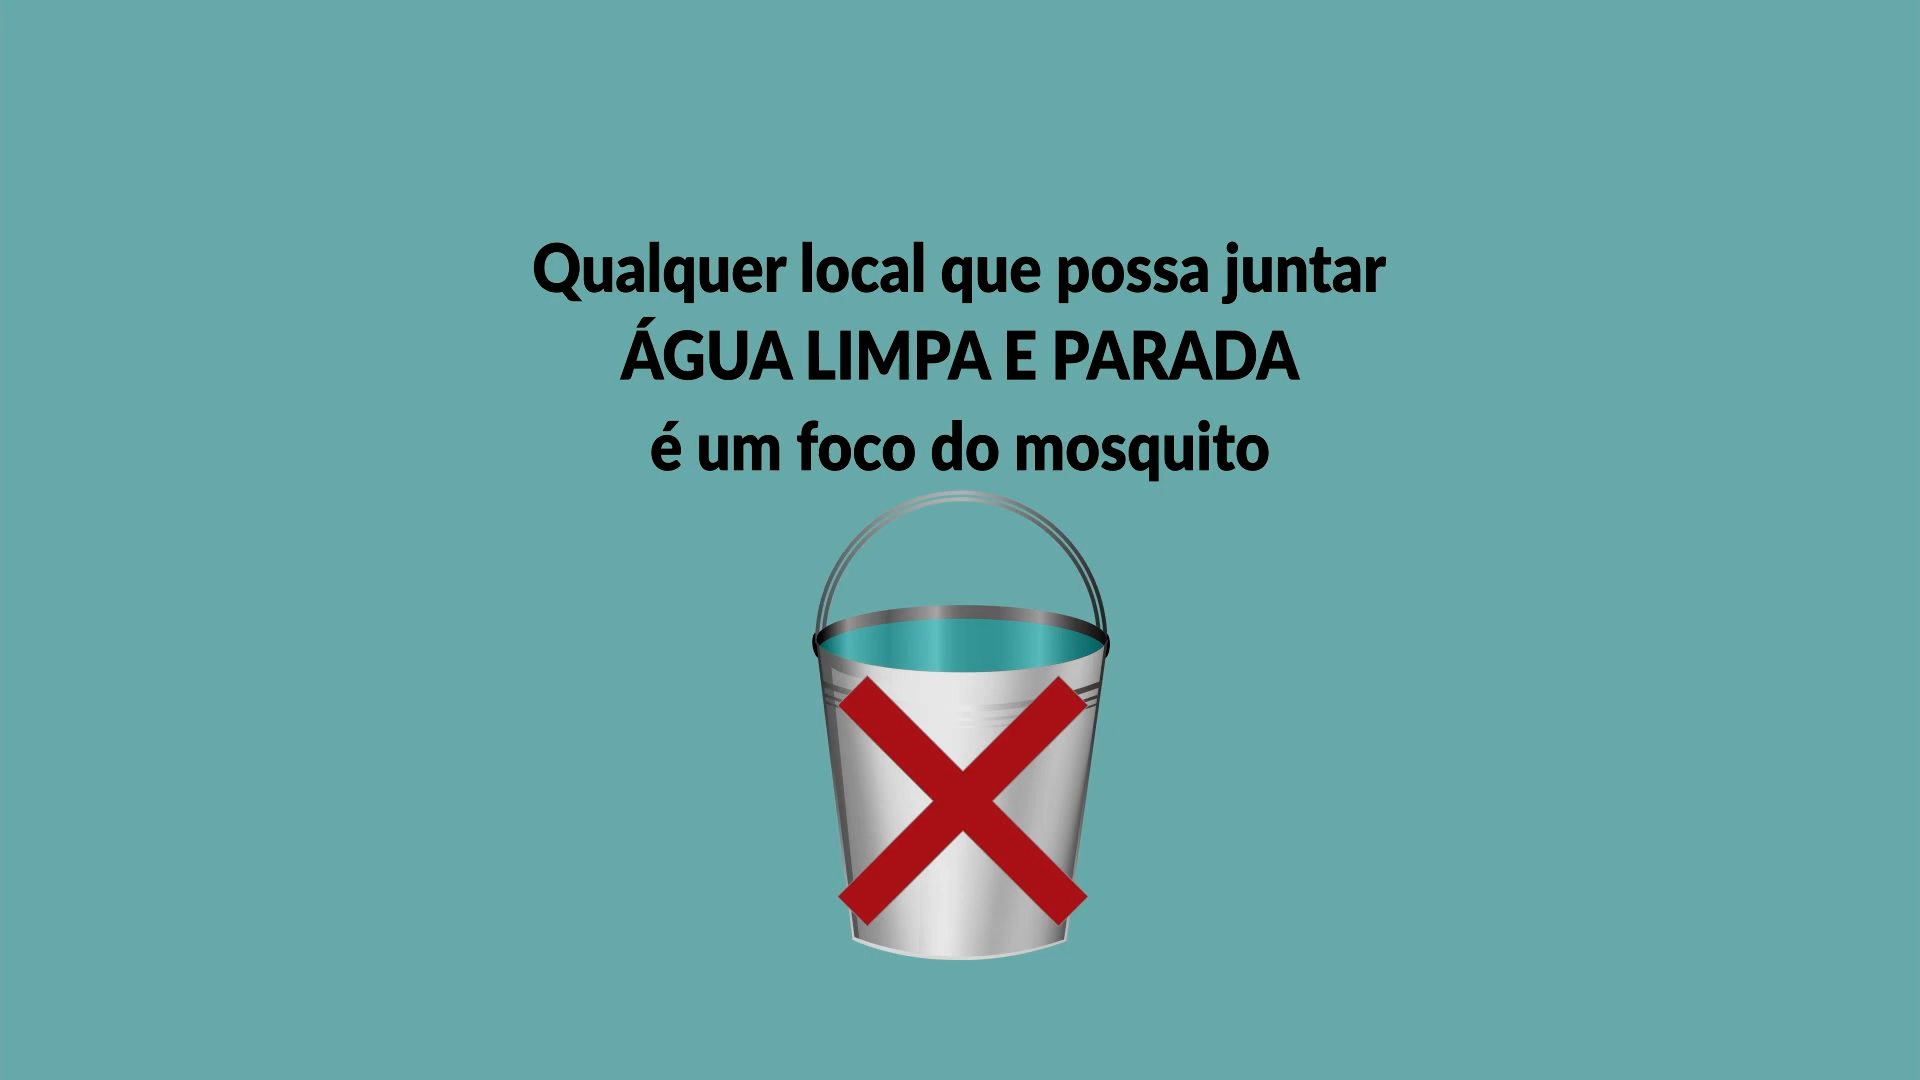 Qualquer local que possa juntar
ÁGUA LIMPA E PARADA
é um foco do mosquito